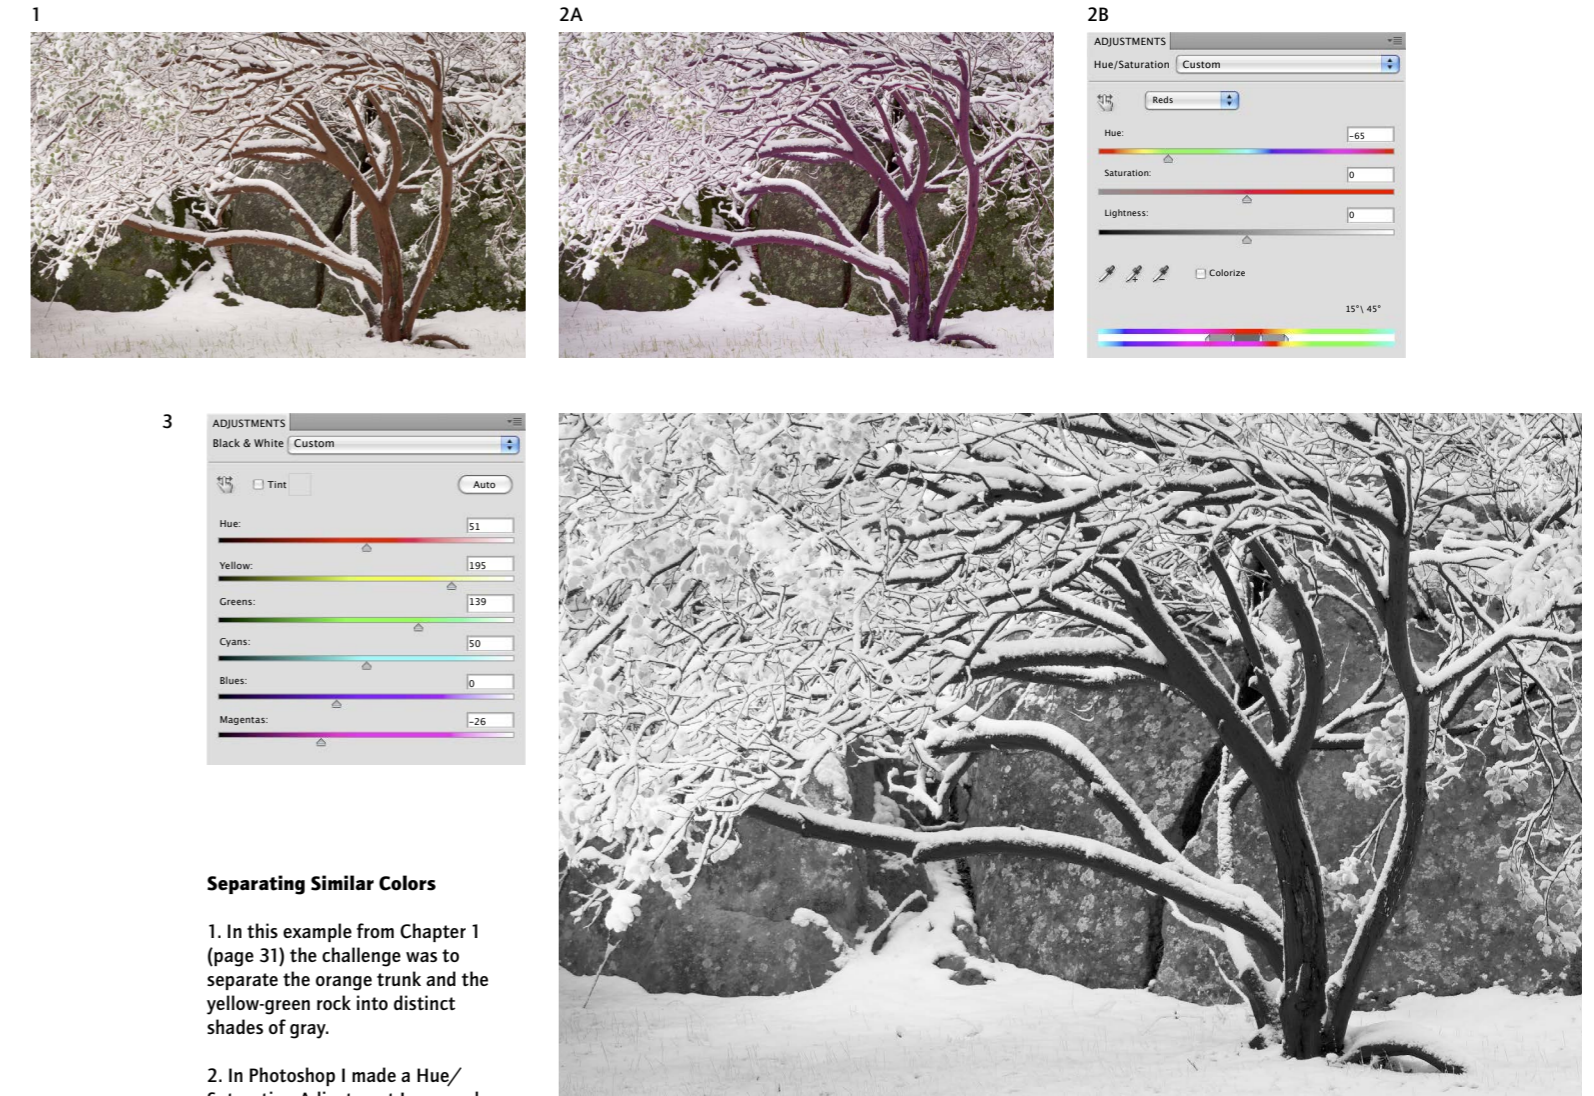 1
2A
2B
ADJUSTMENTS
Hue/Saturation Custom
Reds
Hue:
-65
Saturation:
0
Lightness:
0
Colorize
15°\ 45°
3
ADJUSTMENTS
Black & White Custom
Tint
Auto
Hue:
51
Yellow:
195
Greens:
139
Cyans:
50
Blues:
0
Magentas:
-26
Separating Similar Colors
1. In this example from Chapter 1
(page 31) the challenge was to
separate the orange trunk and the
yellow-green rock into distinct
shades of gray.
2. In Photoshop I made a Hue/